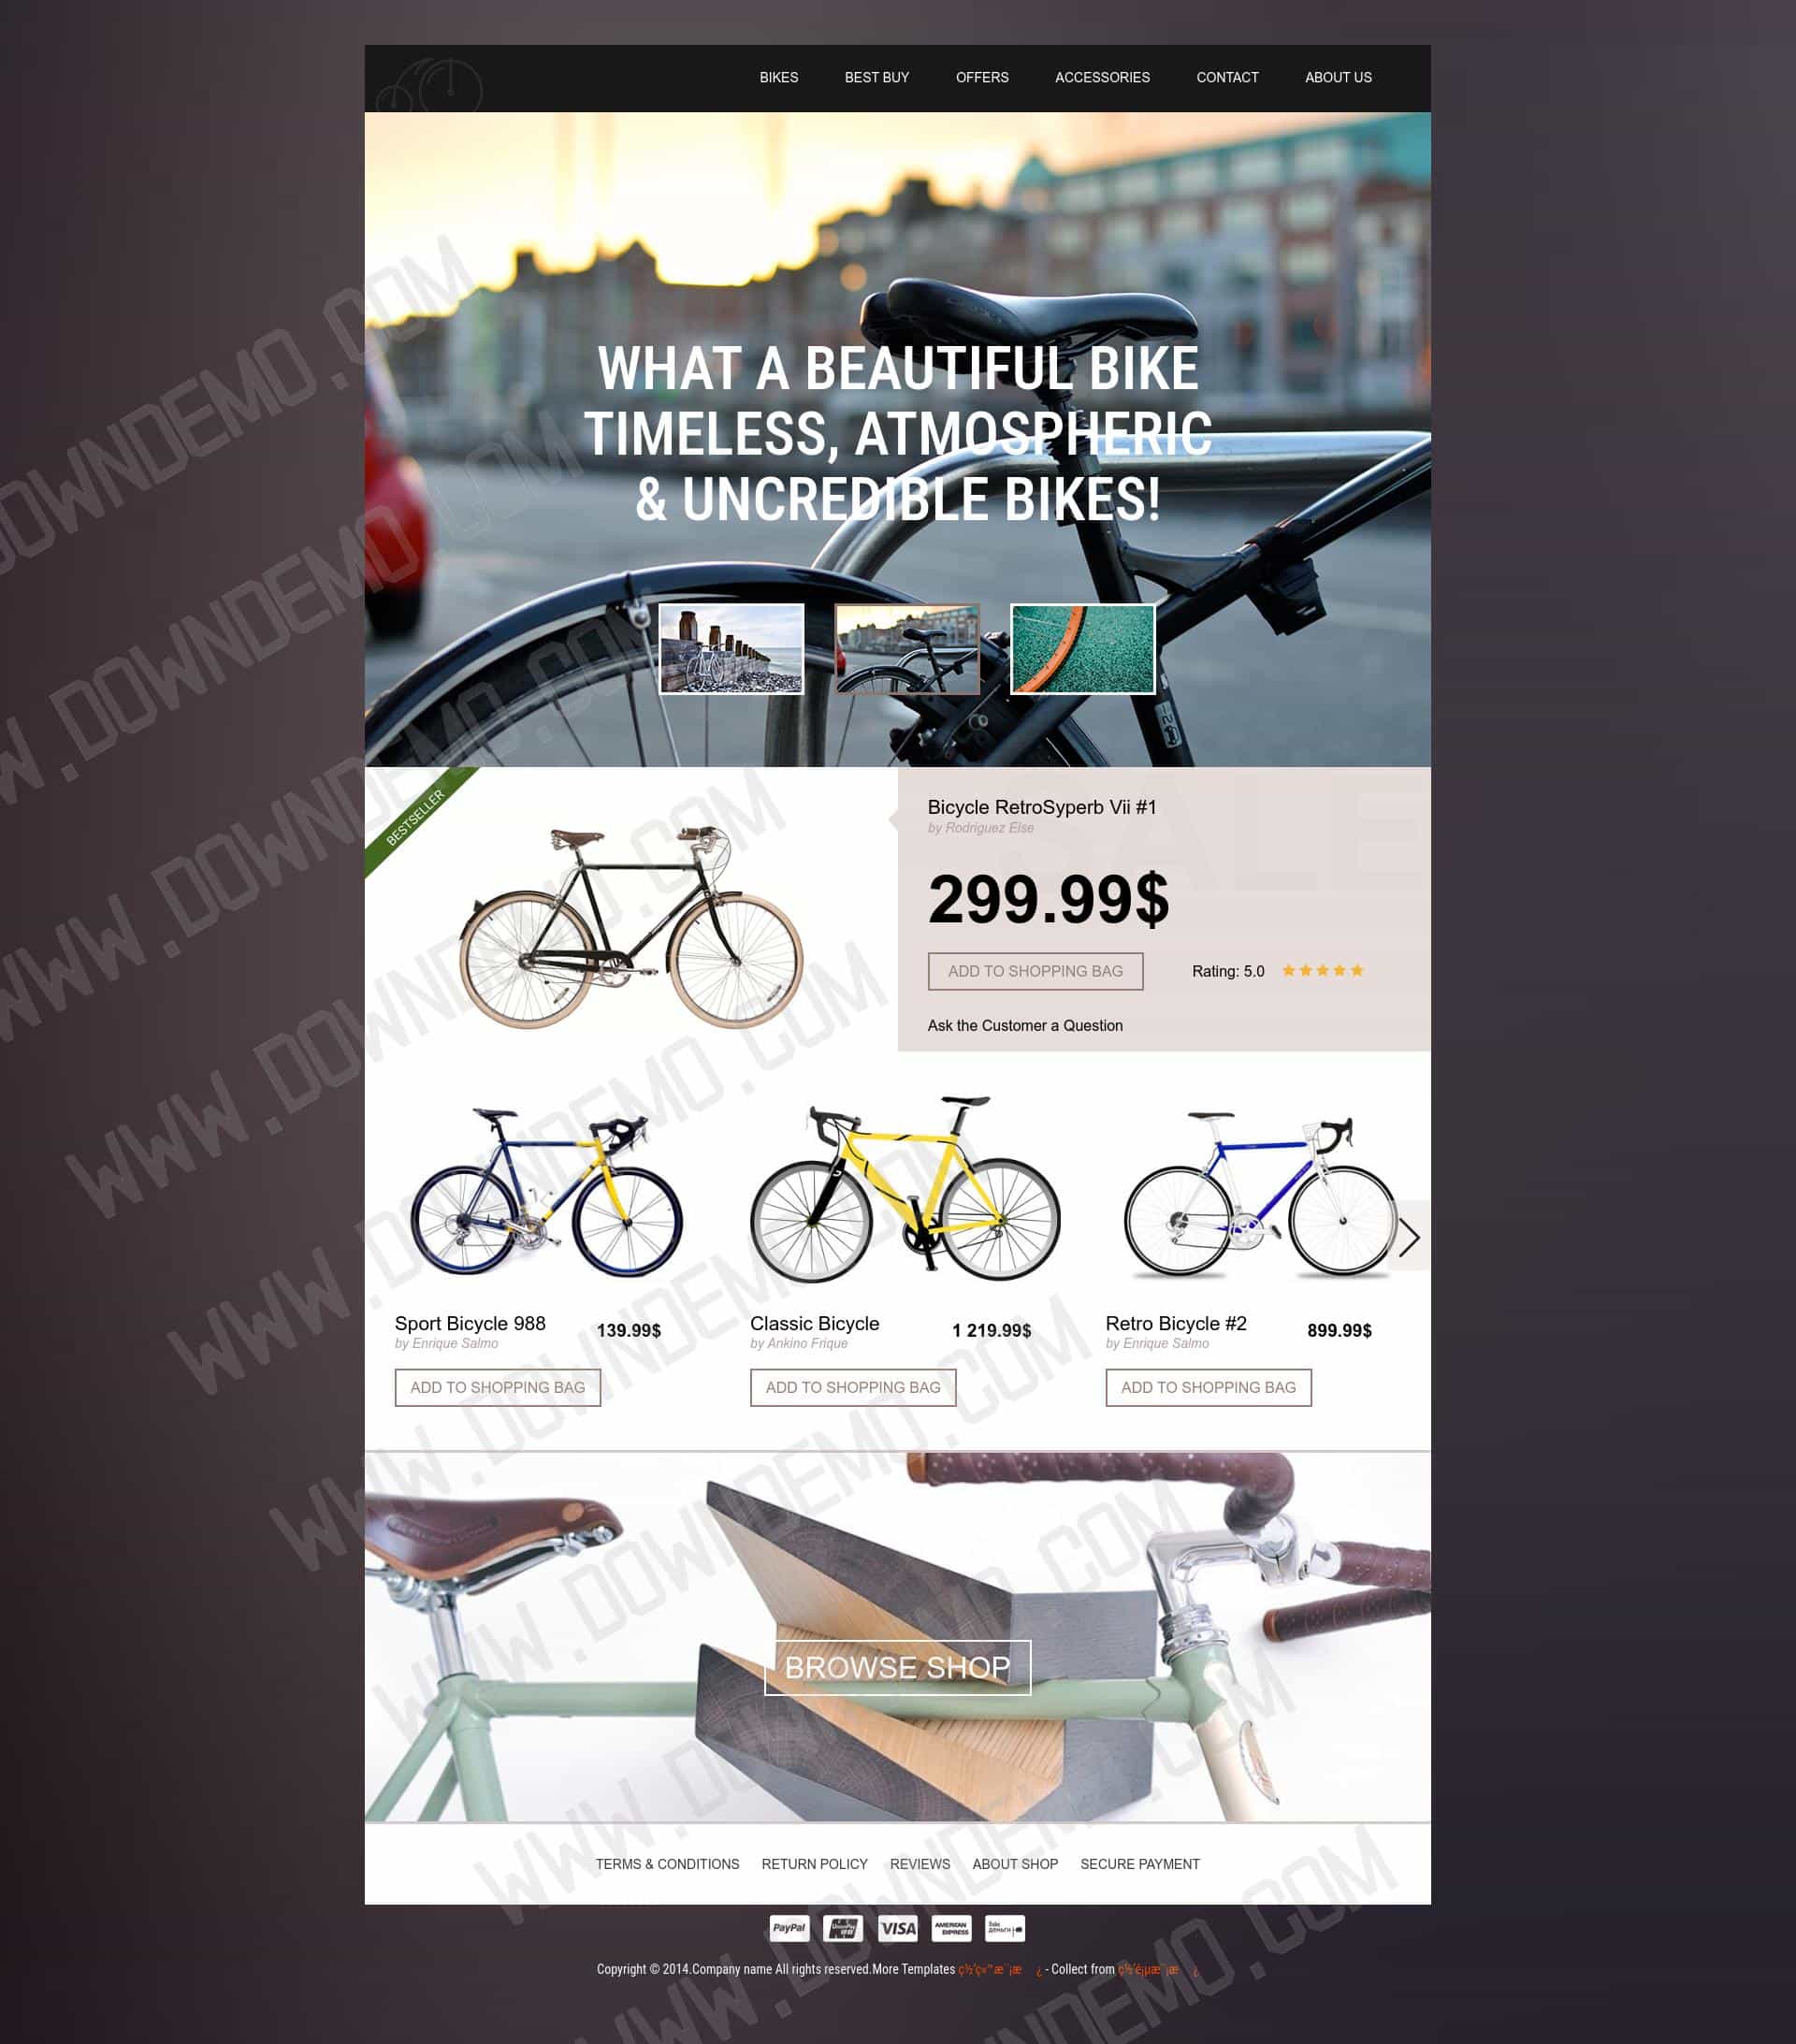 BIKES BEST BUY OFFERS ACCESSORIES CONTACT ABOUT US
WHAT A BEAUTIFUL BIKE
TIMELESS, ATMOSPHERIC
& UNCREDIBLE BIKES!
BESTSELLER
SALE
Bicycle RetroSyperb Vii #1
by Rodriguez Else
299.99$
ADD TO SHOPPING BAG Rating: 5.0
Ask the Customer a Question
Sport Bicycle 988 139.99$
by Enrique Salmo
ADD TO SHOPPING BAG
Classic Bicycle 1 219.99$
by Ankino Frique
ADD TO SHOPPING BAG
Retro Bicycle #2 899.99$
by Enrique Salmo
ADD TO SHOPPING BAG
BROWSE SHOP
TERMS & CONDITIONS RETURN POLICY REVIEWS ABOUT SHOP SECURE PAYMENT
PayPal UnionPay VISA AMERICAN EXPRESS
Copyright © 2014.Company name All rights reserved.More Templates - Collect from
WWW.DOWNDEMO.COM